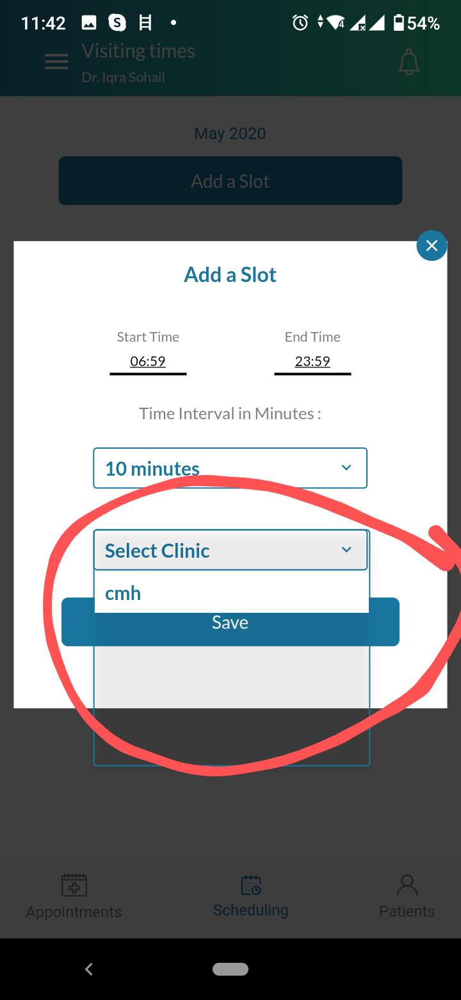 11:42
S
4
54%
Visiting times
Dr. Iqra Sohail
May 2020
Add a Slot
Add a Slot
Start Time
End Time
06:59
23:59
Time Interval in Minutes :
10 minutes
Select Clinic
cmh
Save
Appointments
Scheduling
Patients